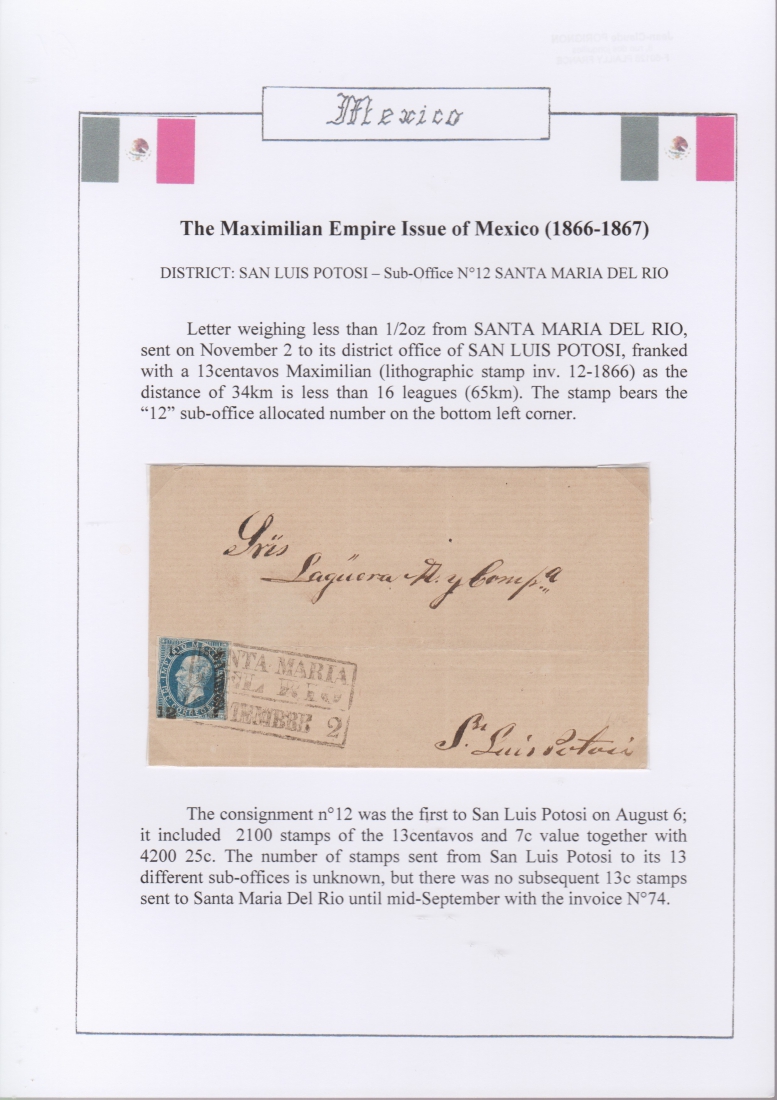 Mexico
The Maximilian Empire Issue of Mexico (1866-1867)
DISTRICT: SAN LUIS POTOSI – Sub-Office N°12 SANTA MARIA DEL RIO
Letter weighing less than 1/2oz from SANTA MARIA DEL RIO,
sent on November 2 to its district office of SAN LUIS POTOSI, franked
with a 13centavos Maximilian (lithographic stamp inv. 12-1866) as the
distance of 34km is less than 16 leagues (65km). The stamp bears the
“12” sub-office allocated number on the bottom left corner.
Lagüera y Comp.a
NTA MARIA
EL RIO
2
Sn. Luis Potosi
The consignment n°12 was the first to San Luis Potosi on August 6;
it included 2100 stamps of the 13centavos and 7c value together with
4200 25c. The number of stamps sent from San Luis Potosi to its 13
different sub-offices is unknown, but there was no subsequent 13c stamps
sent to Santa Maria Del Rio until mid-September with the invoice N°74.